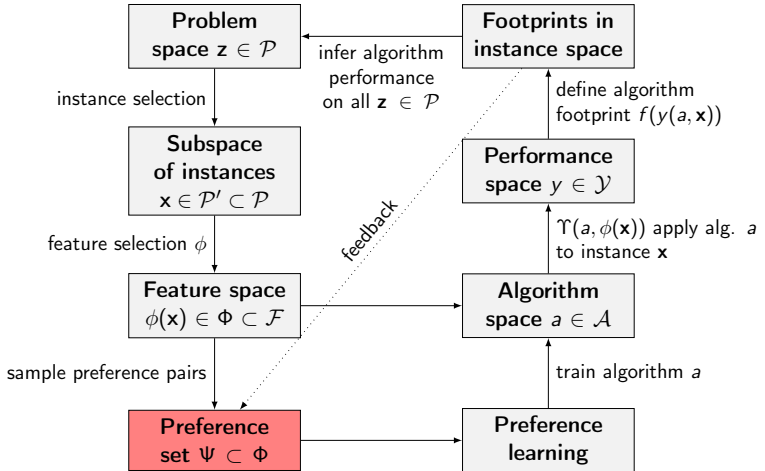 Problem
space z ∈ 𝒫
instance selection
Subspace
of instances
x ∈ 𝒫′ ⊂ 𝒫
feature selection ϕ
Feature space
ϕ(x) ∈ Φ ⊂ ℱ
sample preference pairs
Preference
set Ψ ⊂ Φ
infer algorithm
performance
on all z ∈ 𝒫
feedback
Footprints in
instance space
define algorithm
footprint f(y(a, x))
Performance
space y ∈ 𝒴
ϒ(a, ϕ(x)) apply alg. a
to instance x
Algorithm
space a ∈ 𝒜
train algorithm a
Preference
learning